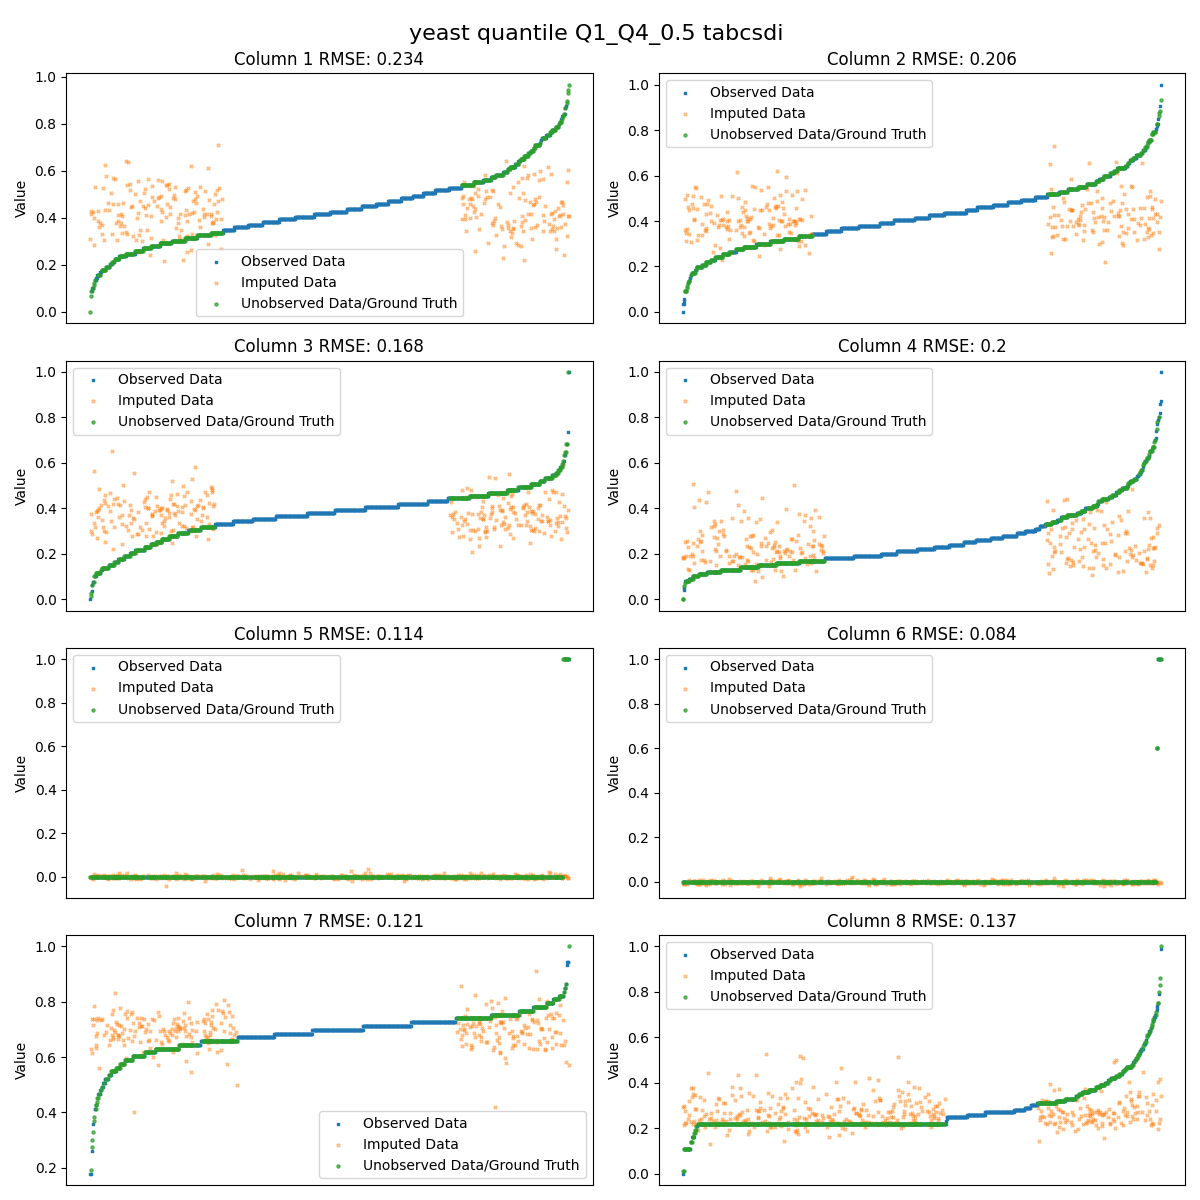 yeast quantile Q1_Q4_0.5 tabcsdi
Column 1 RMSE: 0.234
Value
1.0
0.8
0.6
0.4
0.2
0.0
Observed Data
Imputed Data
Unobserved Data/Ground Truth
Column 2 RMSE: 0.206
Value
1.0
0.8
0.6
0.4
0.2
0.0
Observed Data
Imputed Data
Unobserved Data/Ground Truth
Column 3 RMSE: 0.168
Value
1.0
0.8
0.6
0.4
0.2
0.0
Observed Data
Imputed Data
Unobserved Data/Ground Truth
Column 4 RMSE: 0.2
Value
1.0
0.8
0.6
0.4
0.2
0.0
Observed Data
Imputed Data
Unobserved Data/Ground Truth
Column 5 RMSE: 0.114
Value
1.0
0.8
0.6
0.4
0.2
0.0
Observed Data
Imputed Data
Unobserved Data/Ground Truth
Column 6 RMSE: 0.084
Value
1.0
0.8
0.6
0.4
0.2
0.0
Observed Data
Imputed Data
Unobserved Data/Ground Truth
Column 7 RMSE: 0.121
Value
1.0
0.8
0.6
0.4
0.2
Observed Data
Imputed Data
Unobserved Data/Ground Truth
Column 8 RMSE: 0.137
Value
1.0
0.8
0.6
0.4
0.2
0.0
Observed Data
Imputed Data
Unobserved Data/Ground Truth